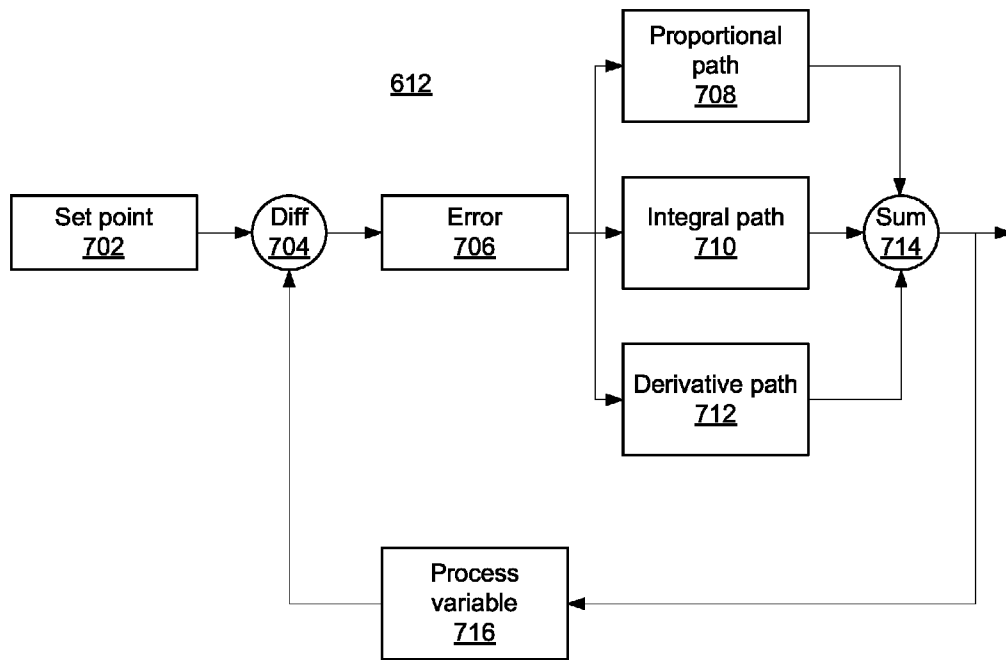 Proportional
path
708
612
Set point
702
Diff
704
Error
706
Integral path
710
Sum
714
Derivative path
712
Process
variable
716